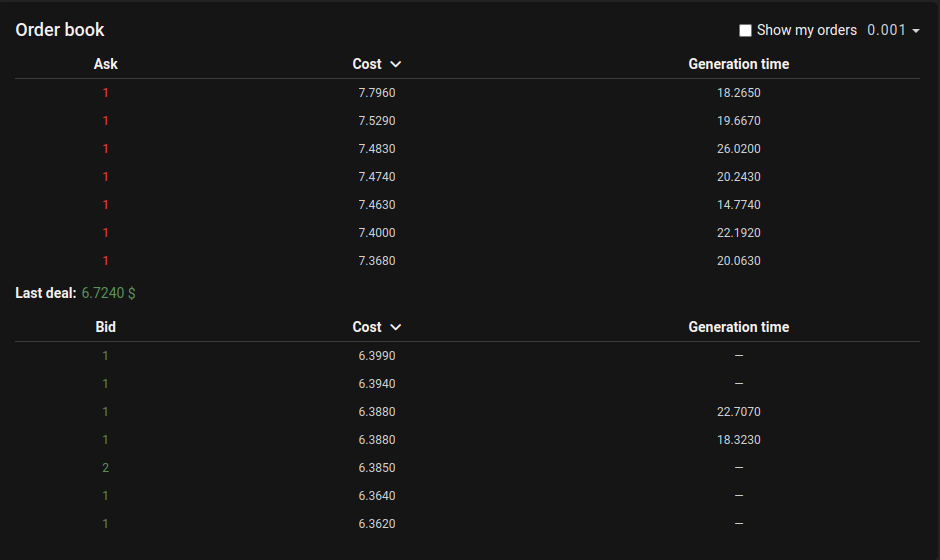 Order book
Show my orders 0.001
Ask Cost Generation time
1 7.7960 18.2650
1 7.5290 19.6670
1 7.4830 26.0200
1 7.4740 20.2430
1 7.4630 14.7740
1 7.4000 22.1920
1 7.3680 20.0630
Last deal: 6.7240 $
Bid Cost Generation time
1 6.3990 —
1 6.3940 —
1 6.3880 22.7070
1 6.3880 18.3230
2 6.3850 —
1 6.3640 —
1 6.3620 —